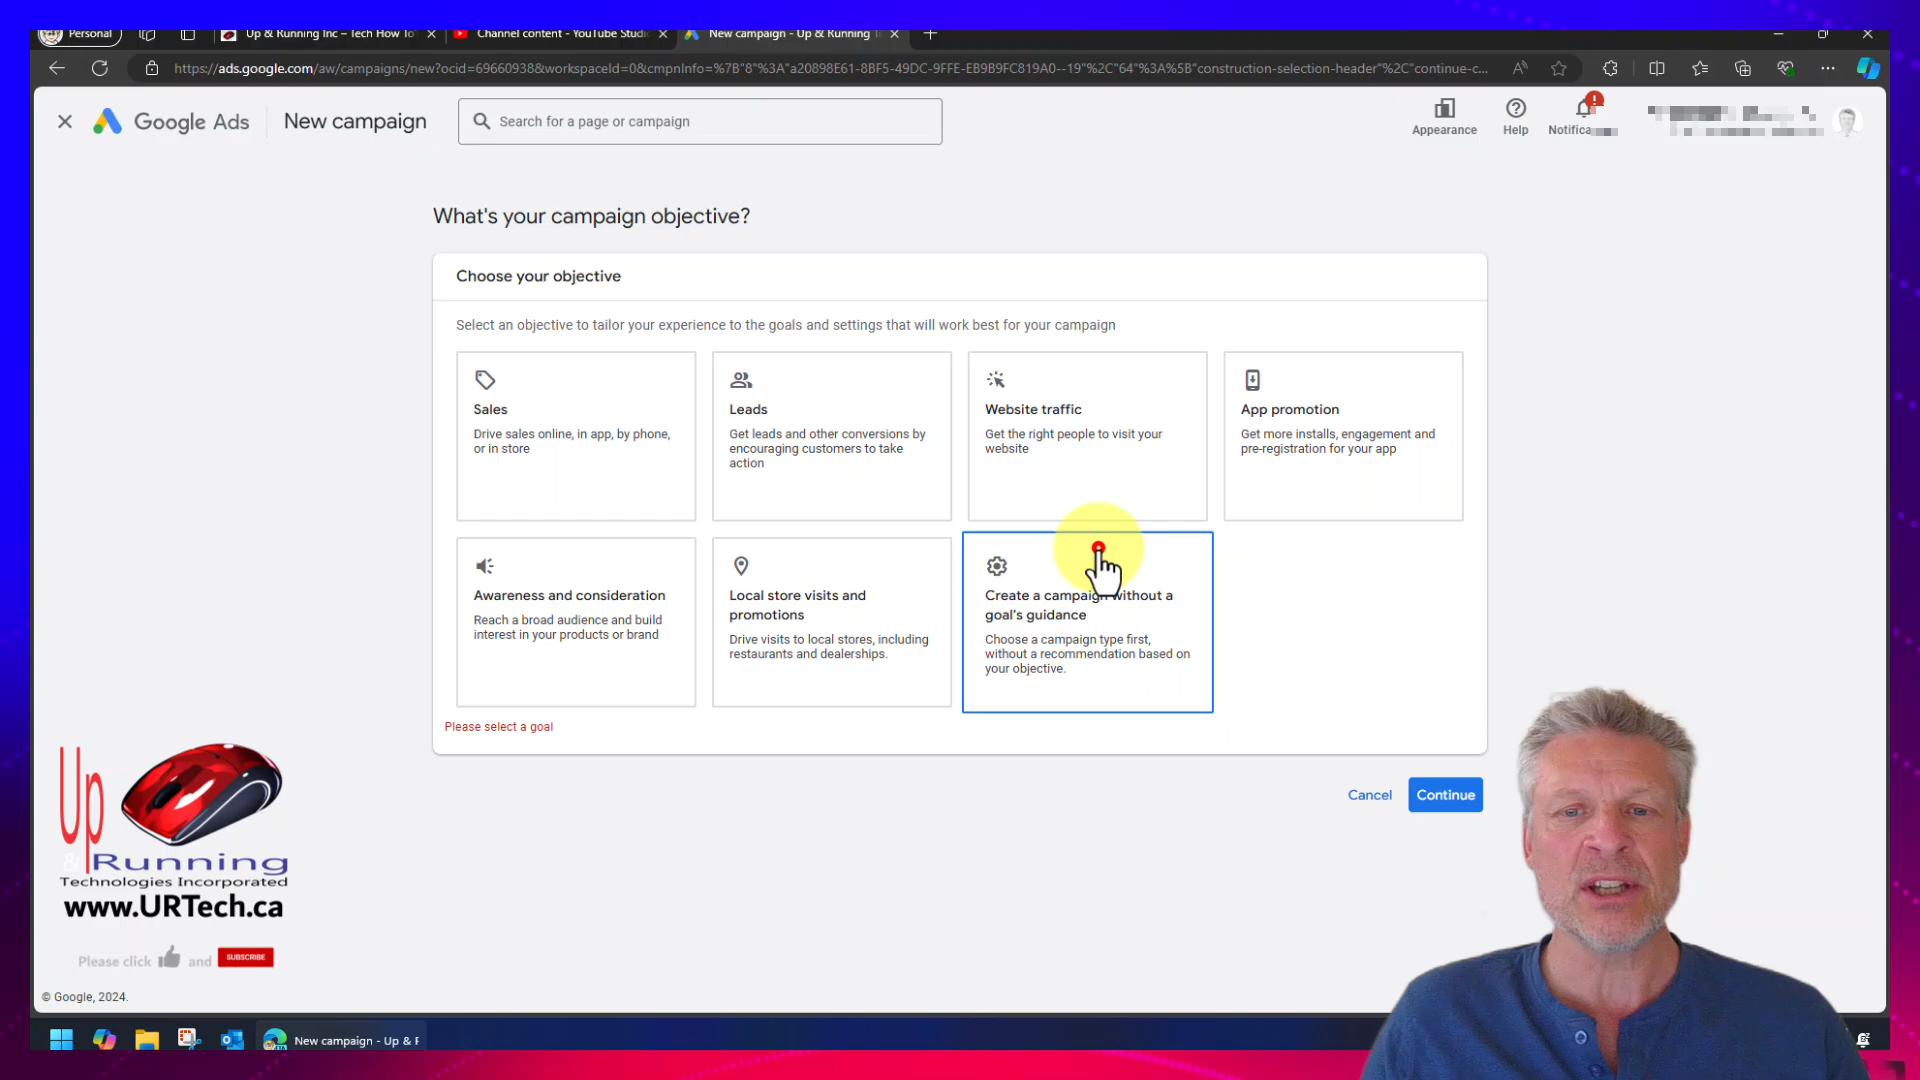 Personal
Up & Running Inc – Tech How To
Channel content - YouTube Studi
New campaign - Up & Running T
https://ads.google.com/aw/campaigns/new?ocid=69660938&workspaceId=0&cmpnInfo=%7B"8"%3A"a20898E61-8BF5-49DC-9FFE-EB9B9FC819A0--19"%2C"64"%3A%5B"construction-selection-header"%2C"continue-c...
Google Ads
New campaign
Search for a page or campaign
Appearance
Help
Notifica
What's your campaign objective?
Choose your objective
Select an objective to tailor your experience to the goals and settings that will work best for your campaign
Sales
Drive sales online, in app, by phone,
or in store
Leads
Get leads and other conversions by
encouraging customers to take
action
Website traffic
Get the right people to visit your
website
App promotion
Get more installs, engagement and
pre-registration for your app
Awareness and consideration
Reach a broad audience and build
interest in your products or brand
Local store visits and
promotions
Drive visits to local stores, including
restaurants and dealerships.
Create a campaign without a
goal's guidance
Choose a campaign type first,
without a recommendation based on
your objective.
Please select a goal
Cancel
Continue
Up
& Running
Technologies Incorporated
www.URTech.ca
Please click and SUBSCRIBE
© Google, 2024.
New campaign - Up & F